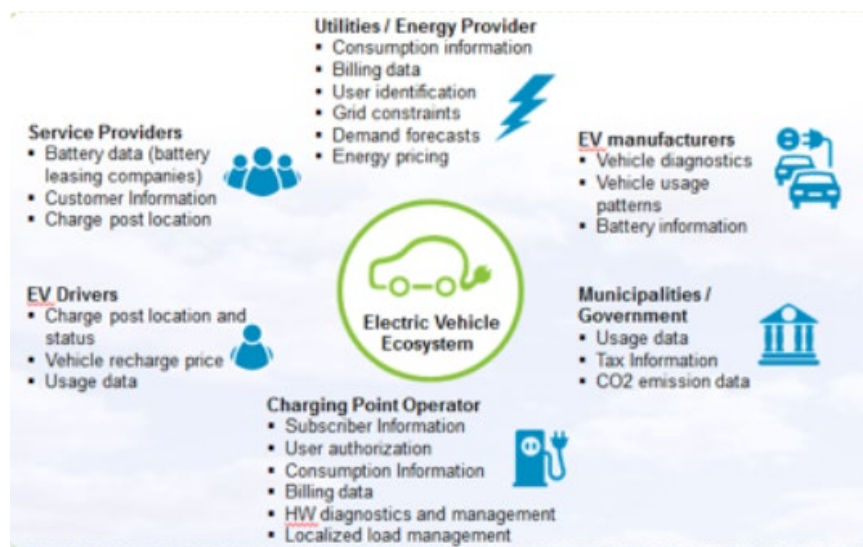 Utilities / Energy Provider
▪ Consumption information
▪ Billing data
▪ User identification
▪ Grid constraints
▪ Demand forecasts
▪ Energy pricing
Service Providers
▪ Battery data (battery
leasing companies)
▪ Customer Information
▪ Charge post location
EV manufacturers
▪ Vehicle diagnostics
▪ Vehicle usage
patterns
▪ Battery information
EV Drivers
▪ Charge post location and
status
▪ Vehicle recharge price
▪ Usage data
Electric Vehicle
Ecosystem
Municipalities /
Government
▪ Usage data
▪ Tax Information
▪ CO2 emission data
Charging Point Operator
▪ Subscriber Information
▪ User authorization
▪ Consumption Information
▪ Billing data
▪ HW diagnostics and management
▪ Localized load management